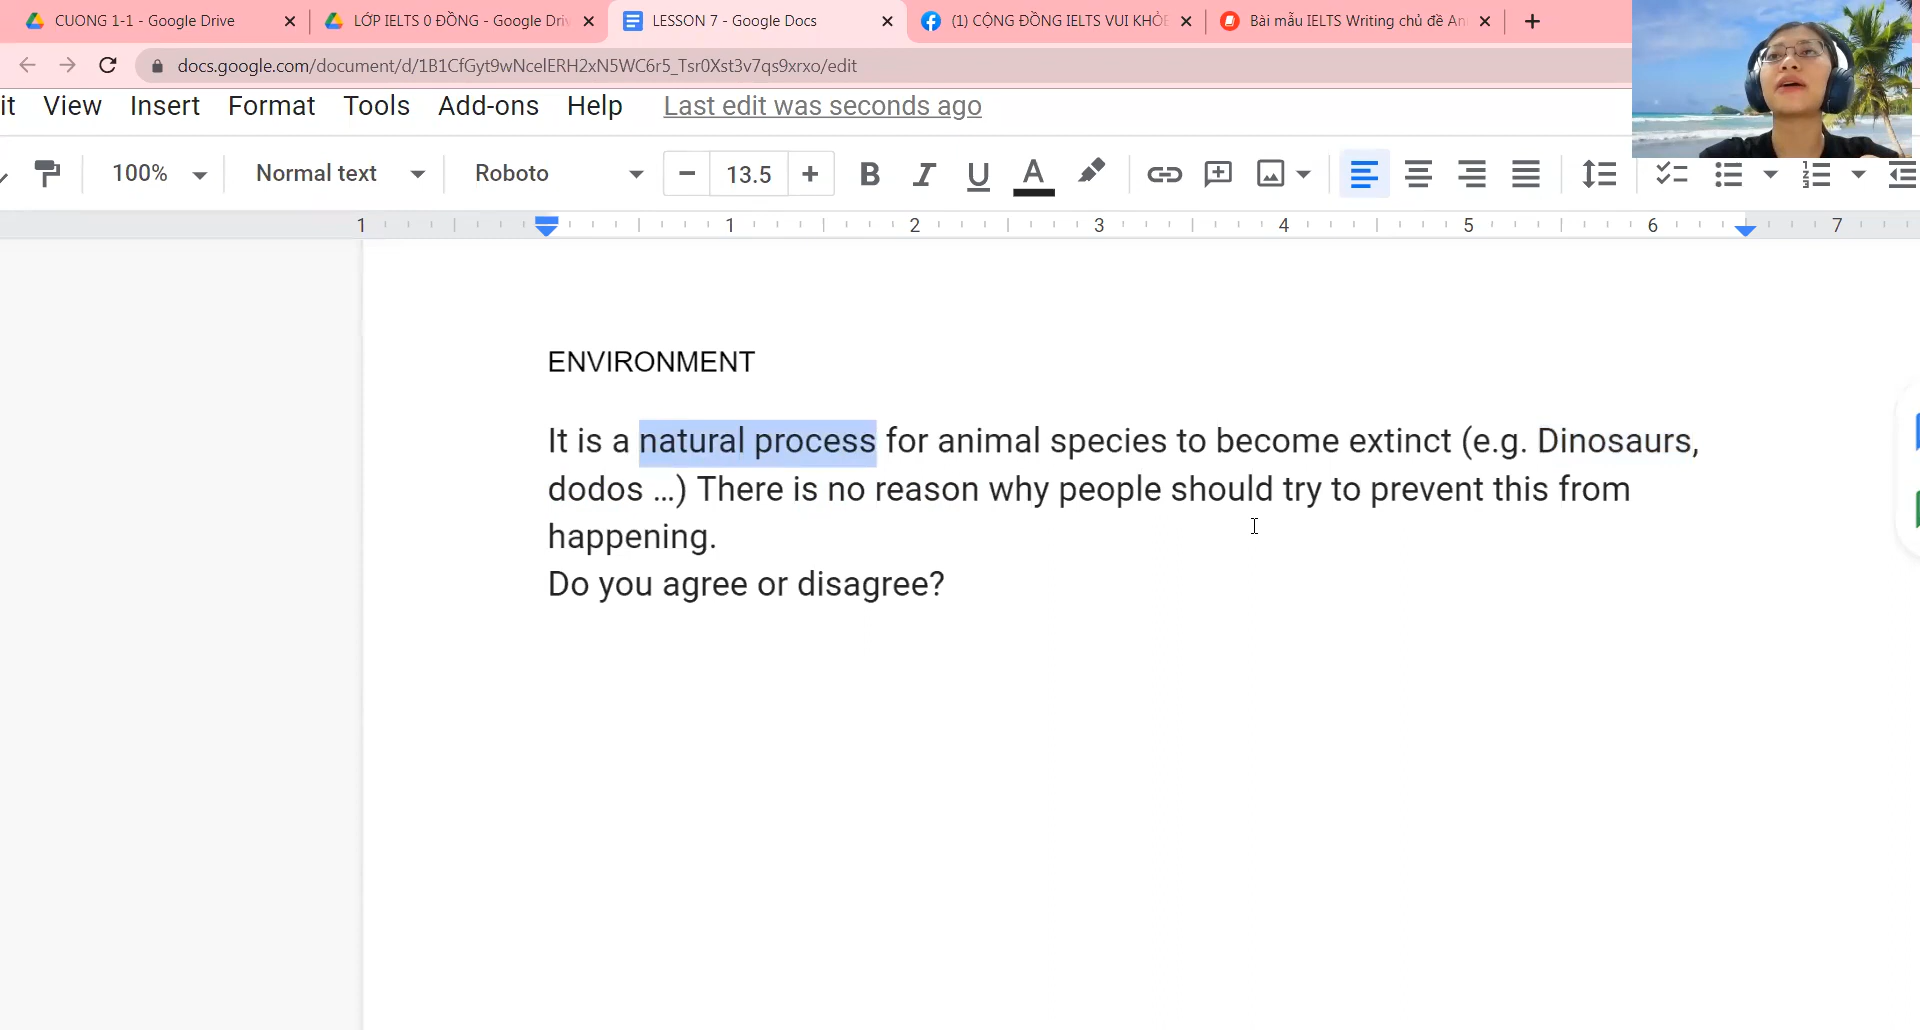 CUONG 1-1 - Google Drive
LỚP IELTS 0 ĐỒNG - Google Driv
LESSON 7 - Google Docs
(1) CỘNG ĐỒNG IELTS VUI KHỎE
Bài mẫu IELTS Writing chủ đề An
docs.google.com/document/d/1B1CfGyt9wNcelERH2xN5WC6r5_Tsr0Xst3v7qs9xrxo/edit
it View Insert Format Tools Add-ons Help Last edit was seconds ago
100% Normal text Roboto 13.5
1 1 2 3 4 5 6 7
ENVIRONMENT
It is a natural process for animal species to become extinct (e.g. Dinosaurs,
dodos ...) There is no reason why people should try to prevent this from
happening.
Do you agree or disagree?